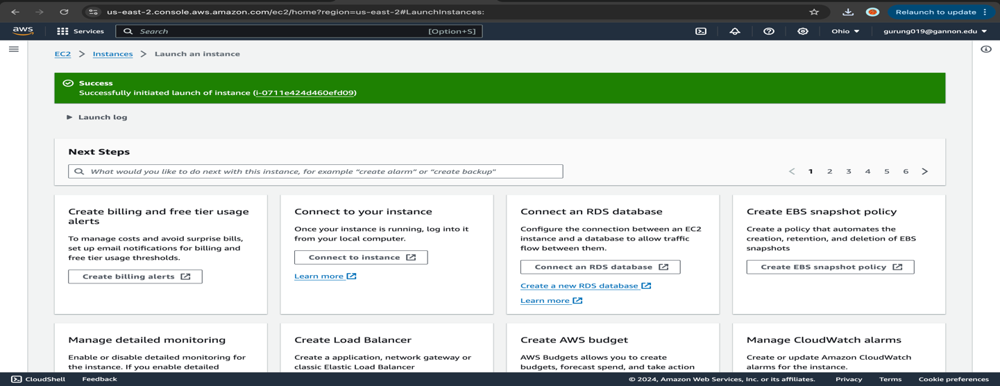 us-east-2.console.aws.amazon.com/ec2/home?region=us-east-2#LaunchInstances:
Relaunch to update
aws
Services
Search
[Option+S]
Ohio
gurung019@gannon.edu
EC2
Instances
Launch an instance
Success
Successfully initiated launch of instance (i-0711e424d460efd09)
Launch log
Next Steps
What would you like to do next with this instance, for example “create alarm” or “create backup"
1 2 3 4 5 6
Create billing and free tier usage
alerts
To manage costs and avoid surprise bills,
set up email notifications for billing and
free tier usage thresholds.
Create billing alerts
Connect to your instance
Once your instance is running, log into it
from your local computer.
Connect to instance
Learn more
Connect an RDS database
Configure the connection between an EC2
instance and a database to allow traffic
flow between them.
Connect an RDS database
Create a new RDS database
Learn more
Create EBS snapshot policy
Create a policy that automates the
creation, retention, and deletion of EBS
snapshots
Create EBS snapshot policy
Manage detailed monitoring
Enable or disable detailed monitoring for
the instance. If you enable detailed
Create Load Balancer
Create a application, network gateway or
classic Elastic Load Balancer
Create AWS budget
AWS Budgets allows you to create
budgets, forecast spend, and take action
Manage CloudWatch alarms
Create or update Amazon CloudWatch
alarms for the instance.
CloudShell
Feedback
© 2024, Amazon Web Services, Inc. or its affiliates.
Privacy
Terms
Cookie preferences